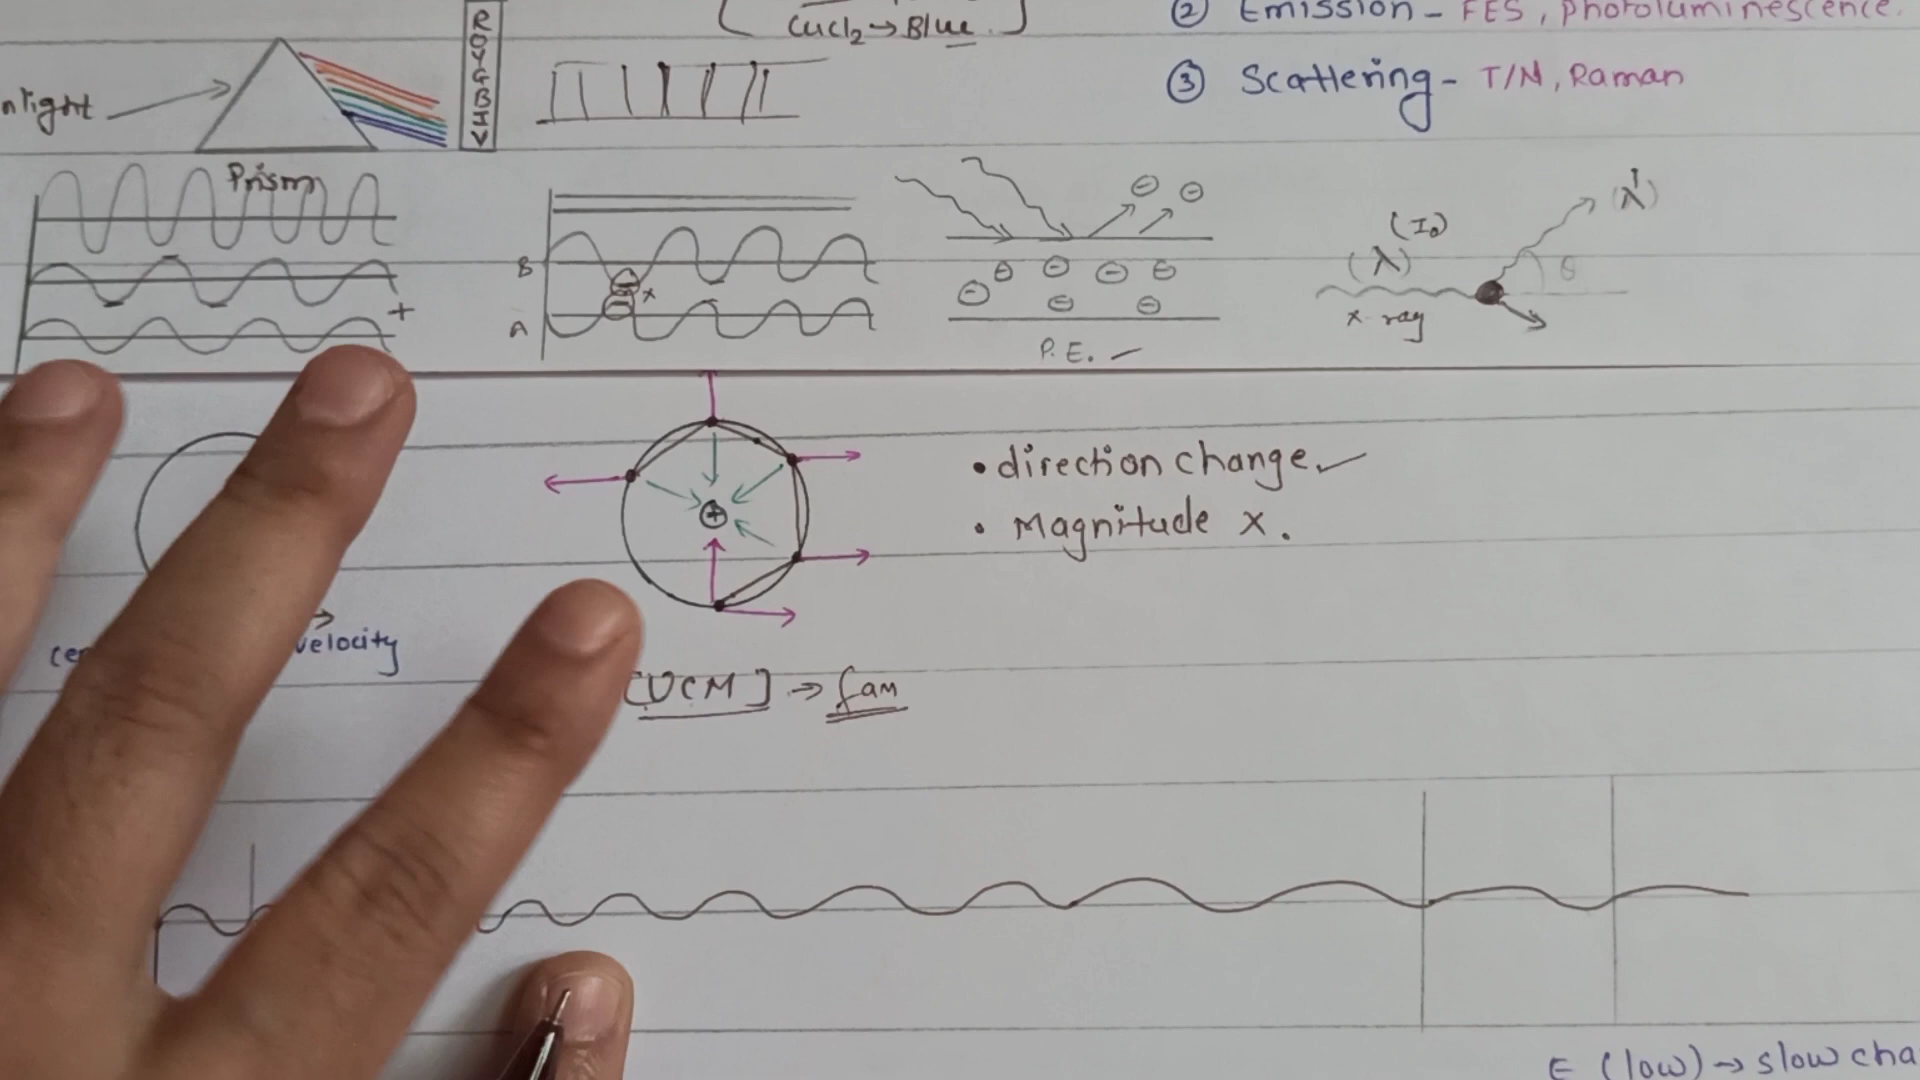 CuCl2→Blue
② Emission - FES, photoluminescence.
③ Scattering - T/N, Raman
R
O
Y
G
B
I
V
Prism
+
B
x
A
P.E.
(I0)
(λ)
x-ray
(λ')
θ
+
• direction change ✓
• Magnitude x.
velocity
[UCM] → fam
E (low) → slow cha